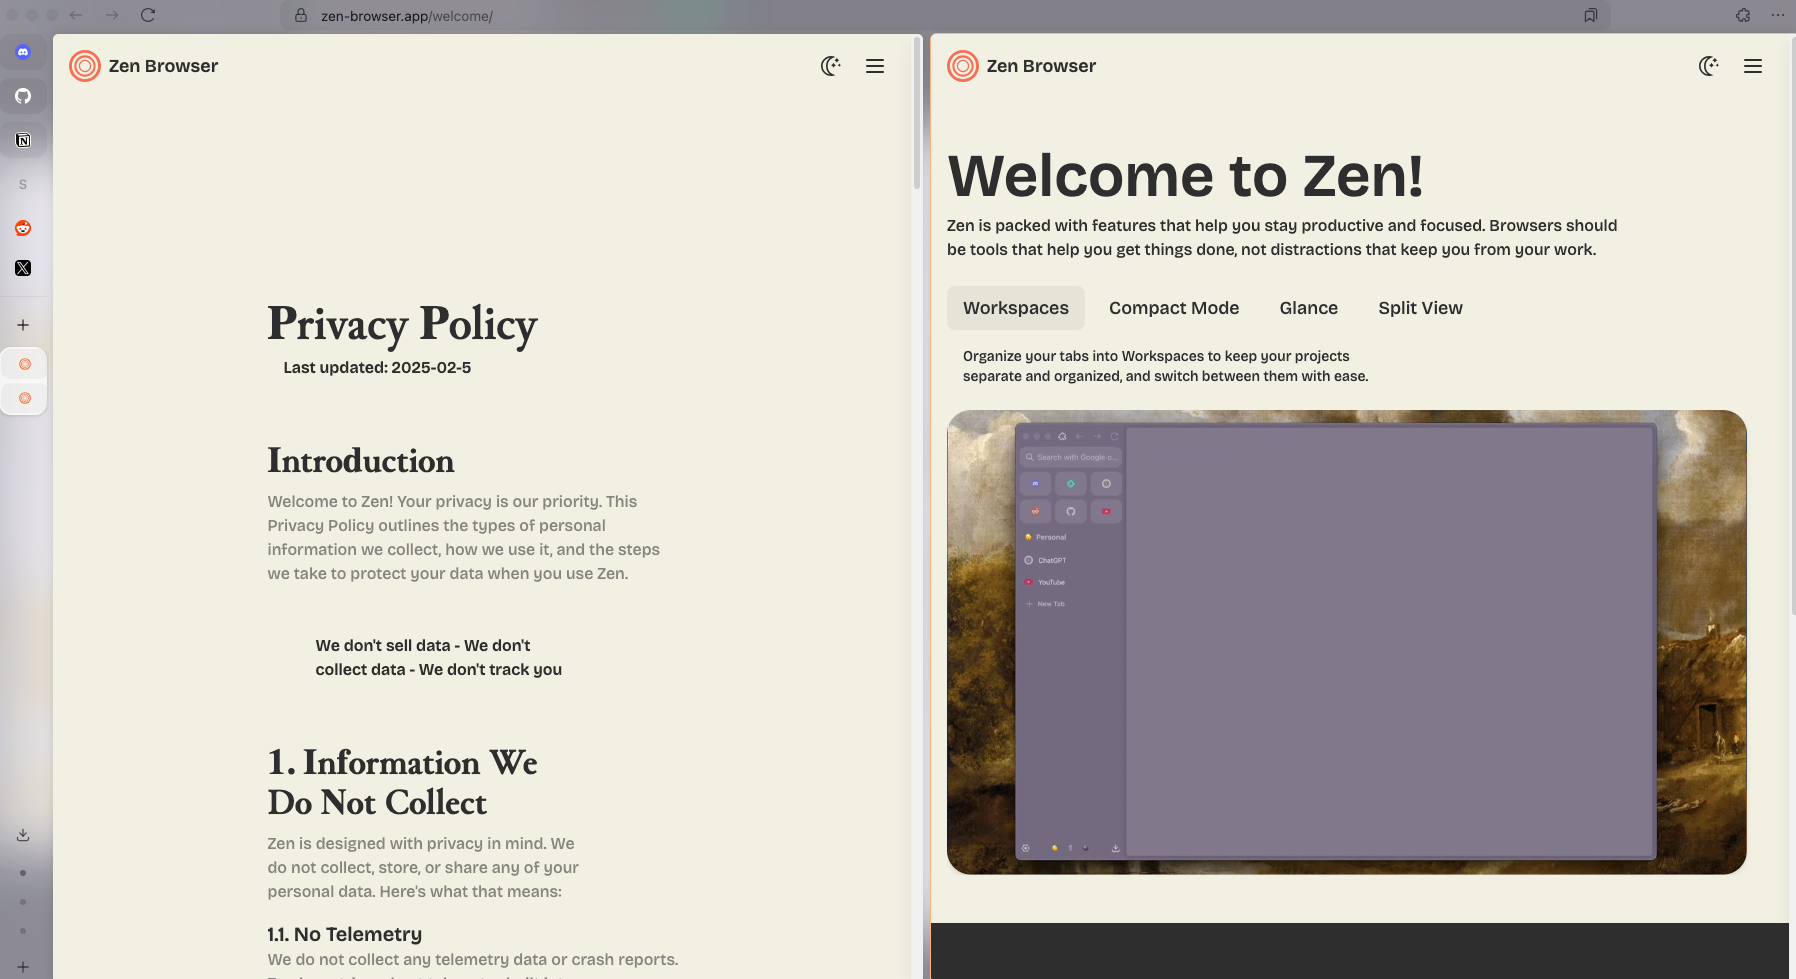 zen-browser.app/welcome/
S
Zen Browser
Privacy Policy
Last updated: 2025-02-5
Introduction
Welcome to Zen! Your privacy is our priority. This
Privacy Policy outlines the types of personal
information we collect, how we use it, and the steps
we take to protect your data when you use Zen.
We don't sell data - We don't
collect data - We don't track you
1. Information We
Do Not Collect
Zen is designed with privacy in mind. We
do not collect, store, or share any of your
personal data. Here's what that means:
1.1. No Telemetry
We do not collect any telemetry data or crash reports.
Zen Browser
Welcome to Zen!
Zen is packed with features that help you stay productive and focused. Browsers should
be tools that help you get things done, not distractions that keep you from your work.
Workspaces Compact Mode Glance Split View
Organize your tabs into Workspaces to keep your projects
separate and organized, and switch between them with ease.
Search with Google o...
Personal
ChatGPT
YouTube
New Tab